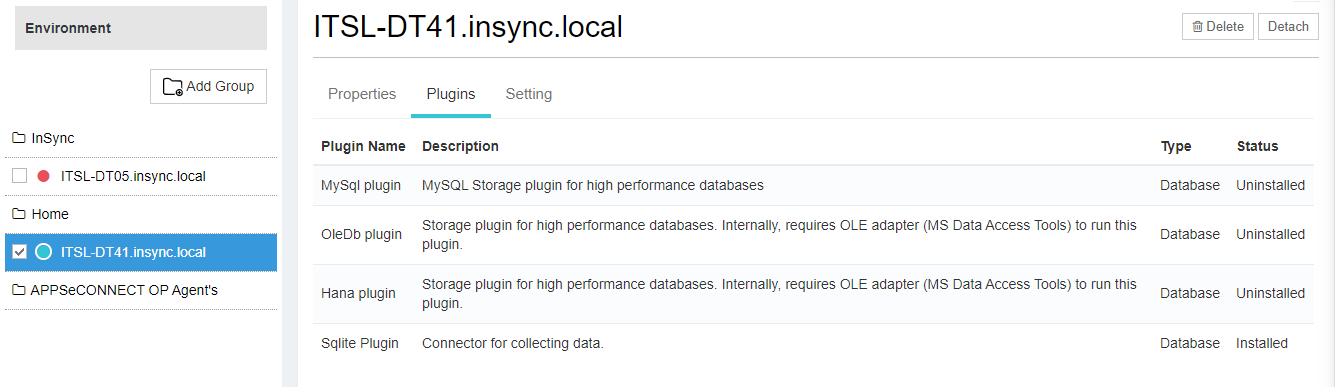 Environment
Add Group
InSync
ITSL-DT05.insync.local
Home
ITSL-DT41.insync.local
APPSeCONNECT OP Agent's
ITSL-DT41.insync.local
Delete
Detach
Properties
Plugins
Setting
Plugin Name Description Type Status
MySql plugin MySQL Storage plugin for high performance databases Database Uninstalled
OleDb plugin Storage plugin for high performance databases. Internally, requires OLE adapter (MS Data Access Tools) to run this
plugin. Database Uninstalled
Hana plugin Storage plugin for high performance databases. Internally, requires OLE adapter (MS Data Access Tools) to run this
plugin. Database Uninstalled
Sqlite Plugin Connector for collecting data. Database Installed